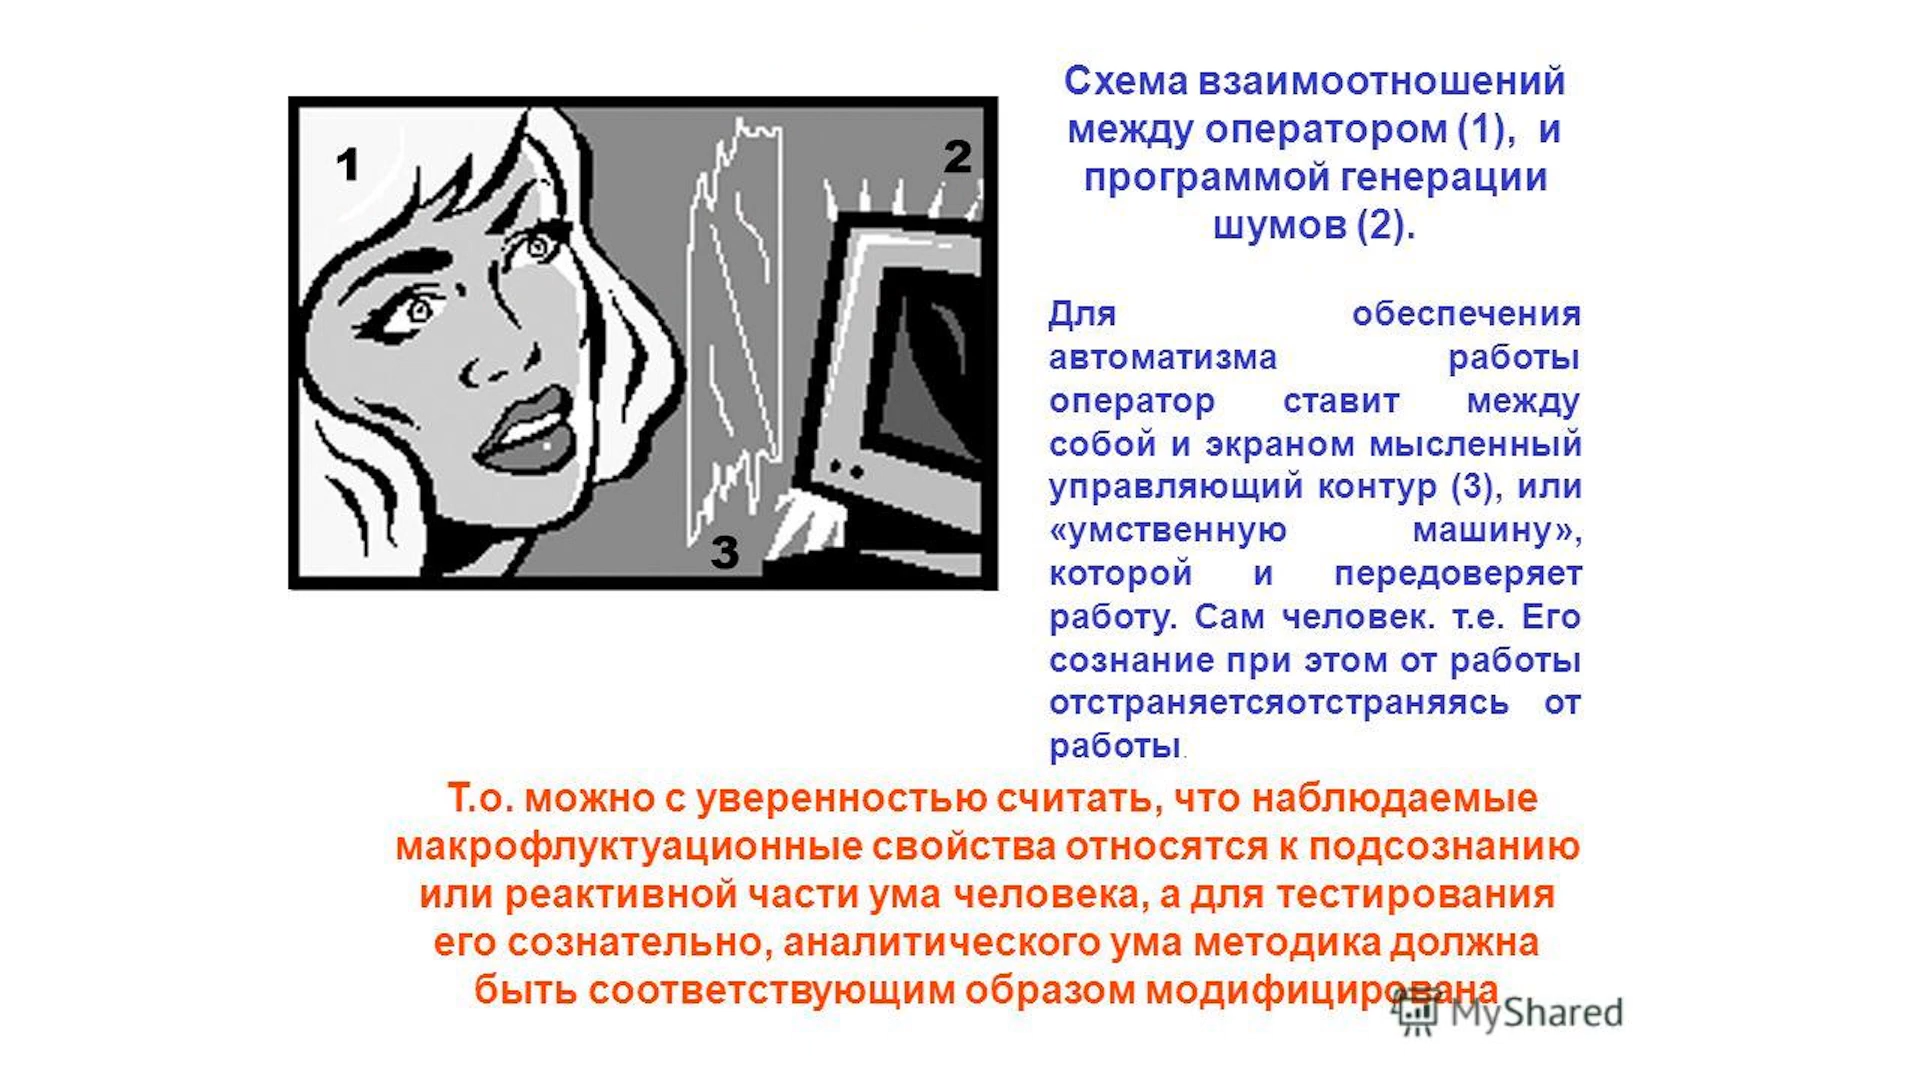 1
2
3
Схема взаимоотношений
между оператором (1), и
программой генерации
шумов (2).
Для обеспечения
автоматизма работы
оператор ставит между
собой и экраном мысленный
управляющий контур (3), или
«умственную машину»,
которой и передоверяет
работу. Сам человек. т.е. Его
сознание при этом от работы
отстраняетсяотстраняясь от
работы.
Т.о. можно с уверенностью считать, что наблюдаемые
макрофлуктуационные свойства относятся к подсознанию
или реактивной части ума человека, а для тестирования
его сознательно, аналитического ума методика должна
быть соответствующим образом модифицирована
MyShared